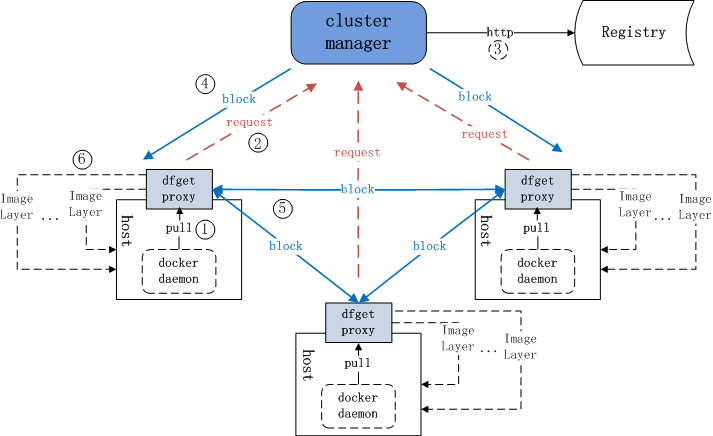 cluster
manager
http
③
Registry
④
block
block
request
②
request
request
⑥
dfget
proxy
dfget
proxy
block
Image
Layer
...
Image
Layer
host
pull
①
⑤
docker
daemon
block
block
host
pull
docker
daemon
Image
Layer
...
Image
Layer
dfget
proxy
host
pull
docker
daemon
Image
Layer
...
Image
Layer